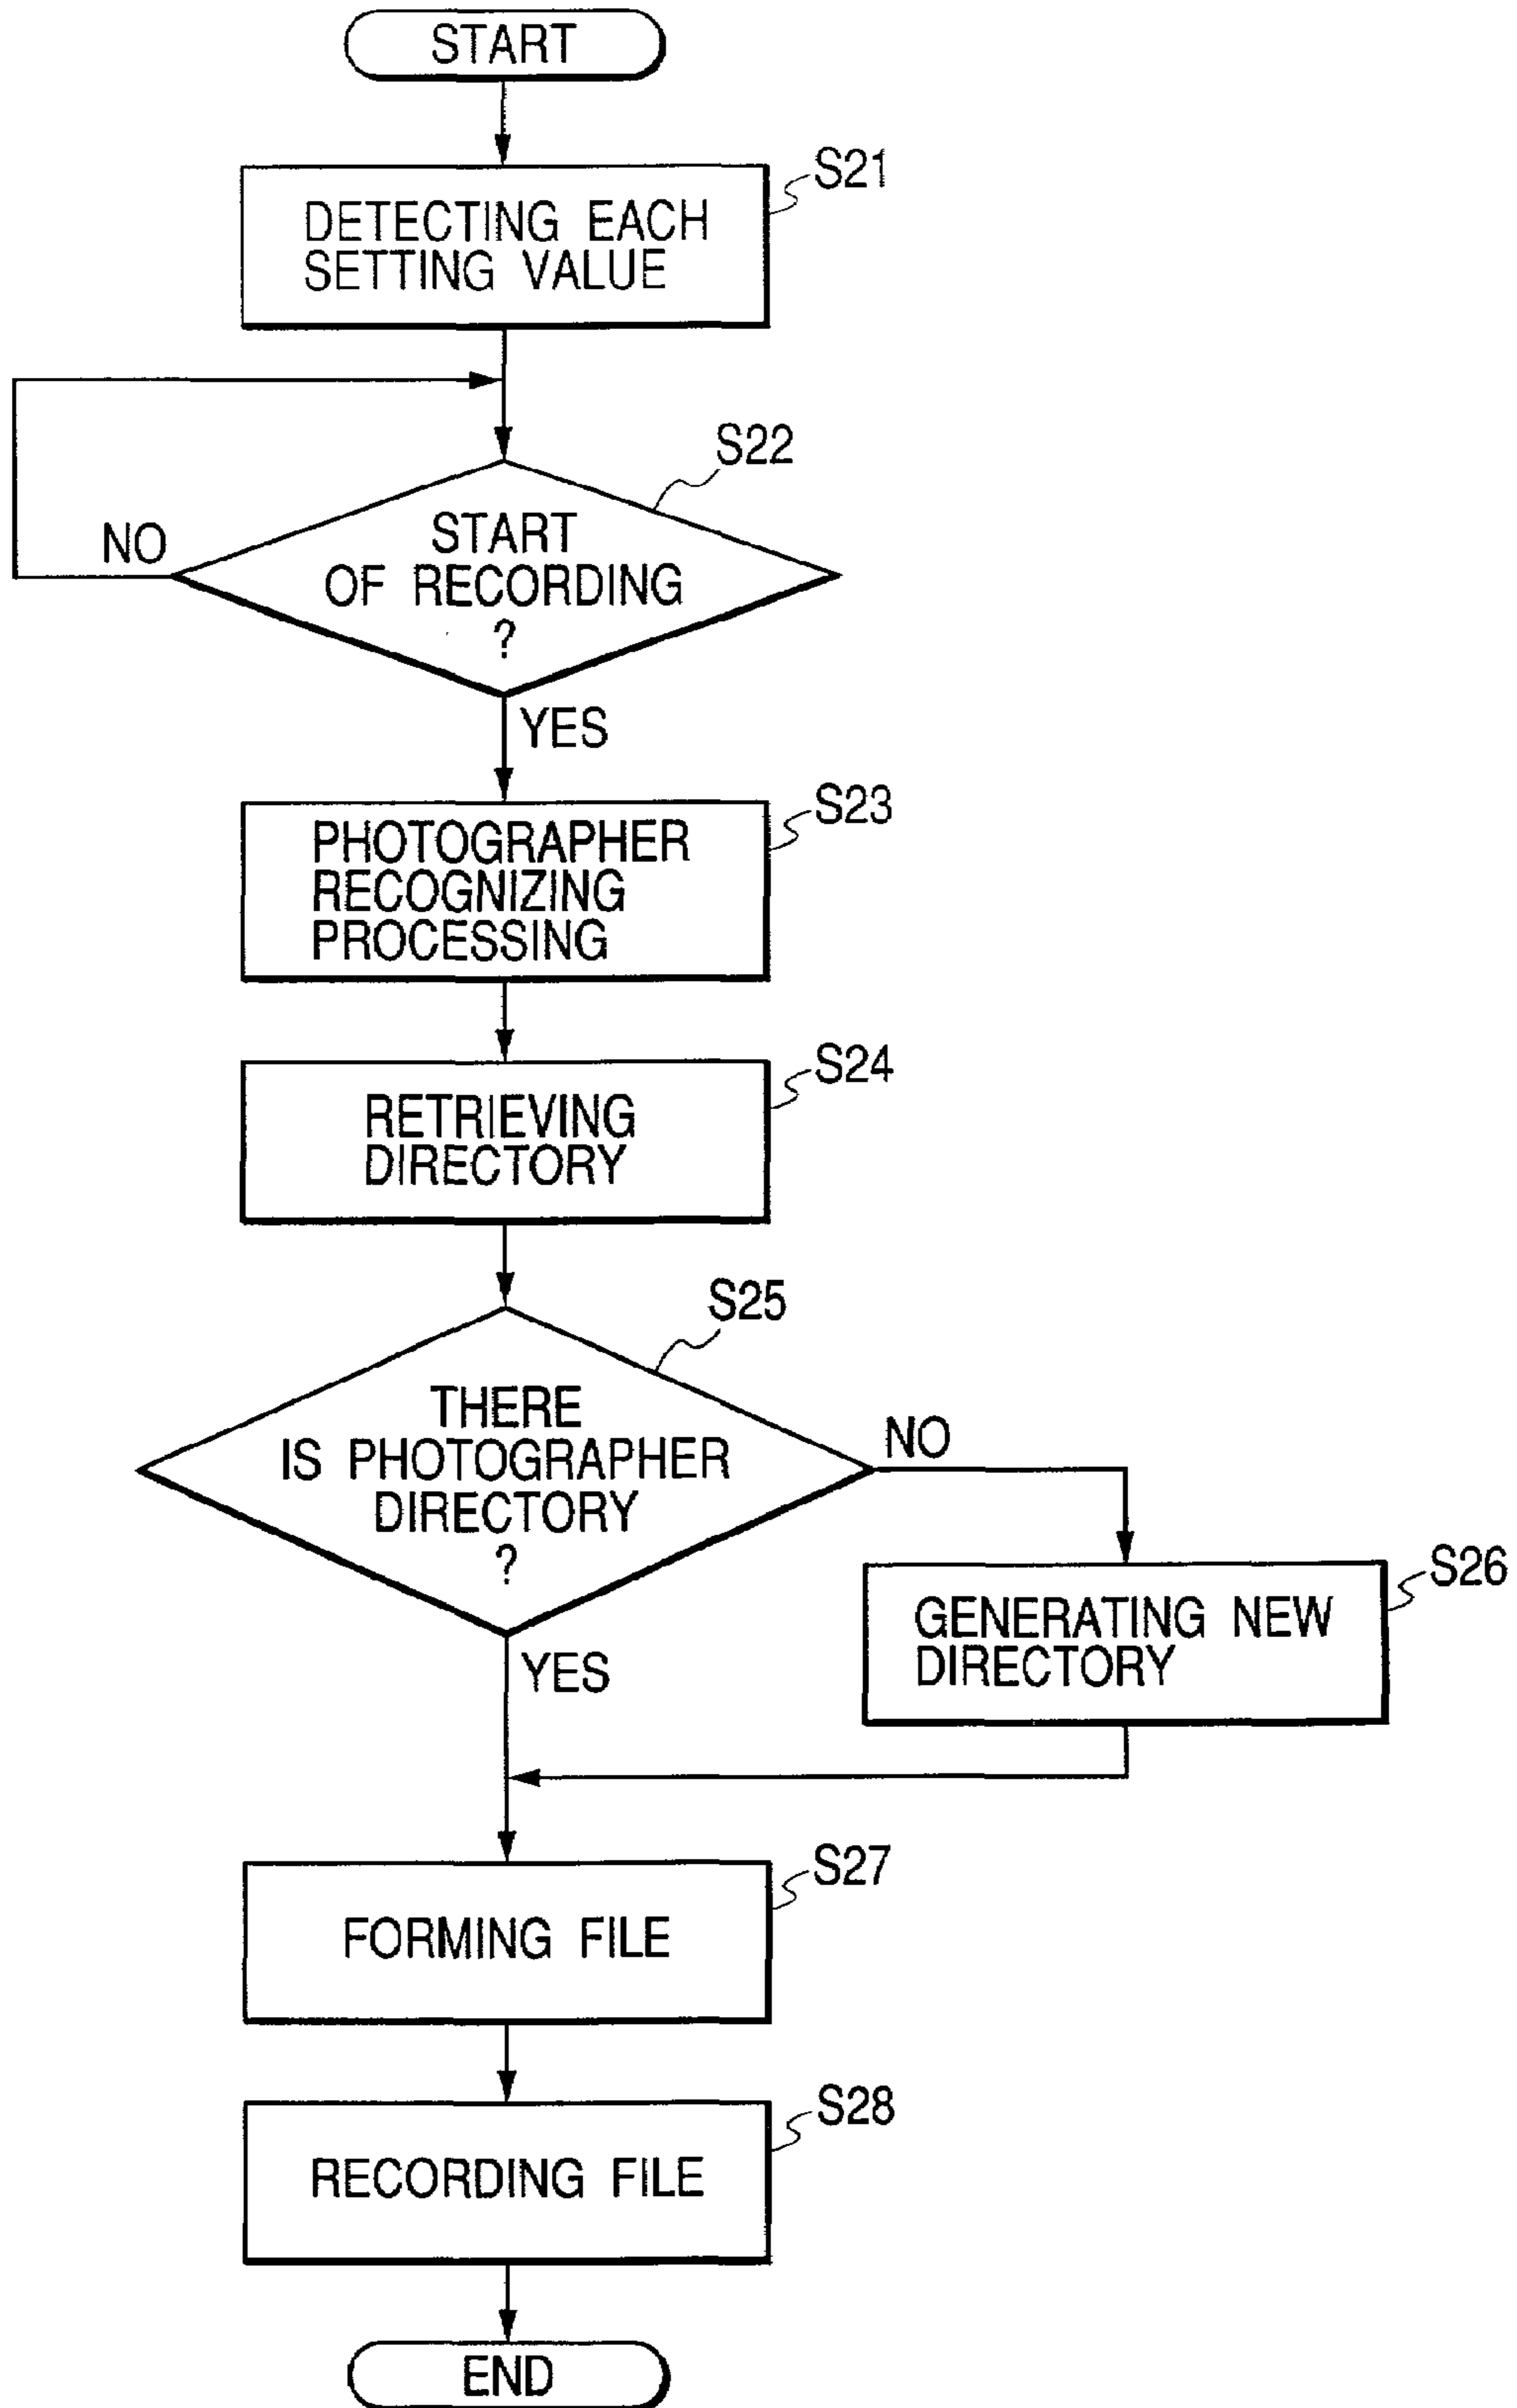 START
S21
DETECTING EACH
SETTING VALUE
S22
START
OF RECORDING
?
NO
YES
S23
PHOTOGRAPHER
RECOGNIZING
PROCESSING
S24
RETRIEVING
DIRECTORY
S25
THERE
IS PHOTOGRAPHER
DIRECTORY
?
NO
YES
S26
GENERATING NEW
DIRECTORY
S27
FORMING FILE
S28
RECORDING FILE
END